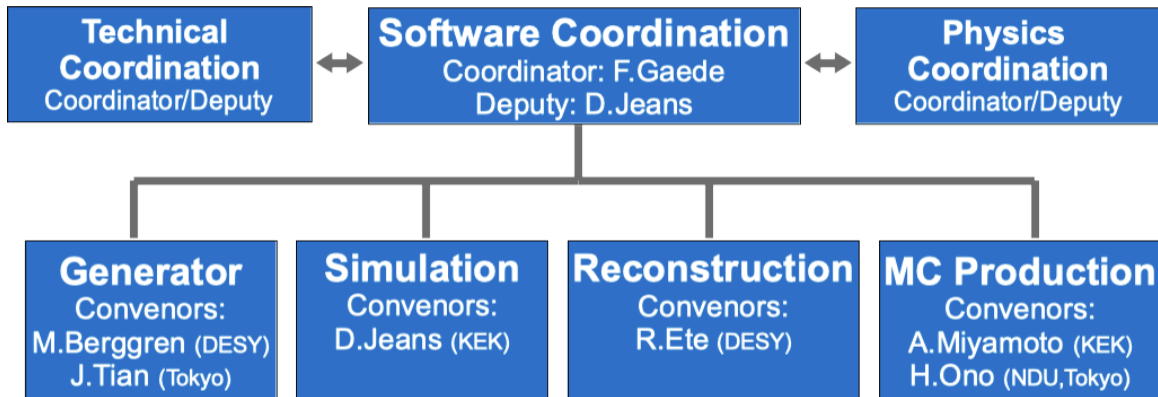 Technical
Coordination
Coordinator/Deputy
Software Coordination
Coordinator: F.Gaede
Deputy: D.Jeans
Physics
Coordination
Coordinator/Deputy
Generator
Convenors:
M.Berggren (DESY)
J.Tian (Tokyo)
Simulation
Convenors:
D.Jeans (KEK)
Reconstruction
Convenors:
R.Ete (DESY)
MC Production
Convenors:
A.Miyamoto (KEK)
H.Ono (NDU,Tokyo)